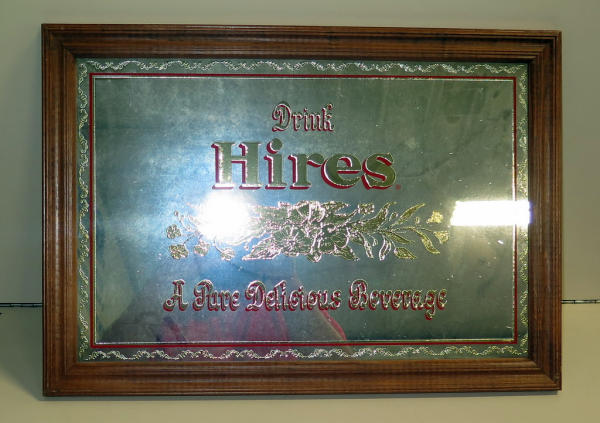 Drink
Hires®
A Pure Delicious Beverage